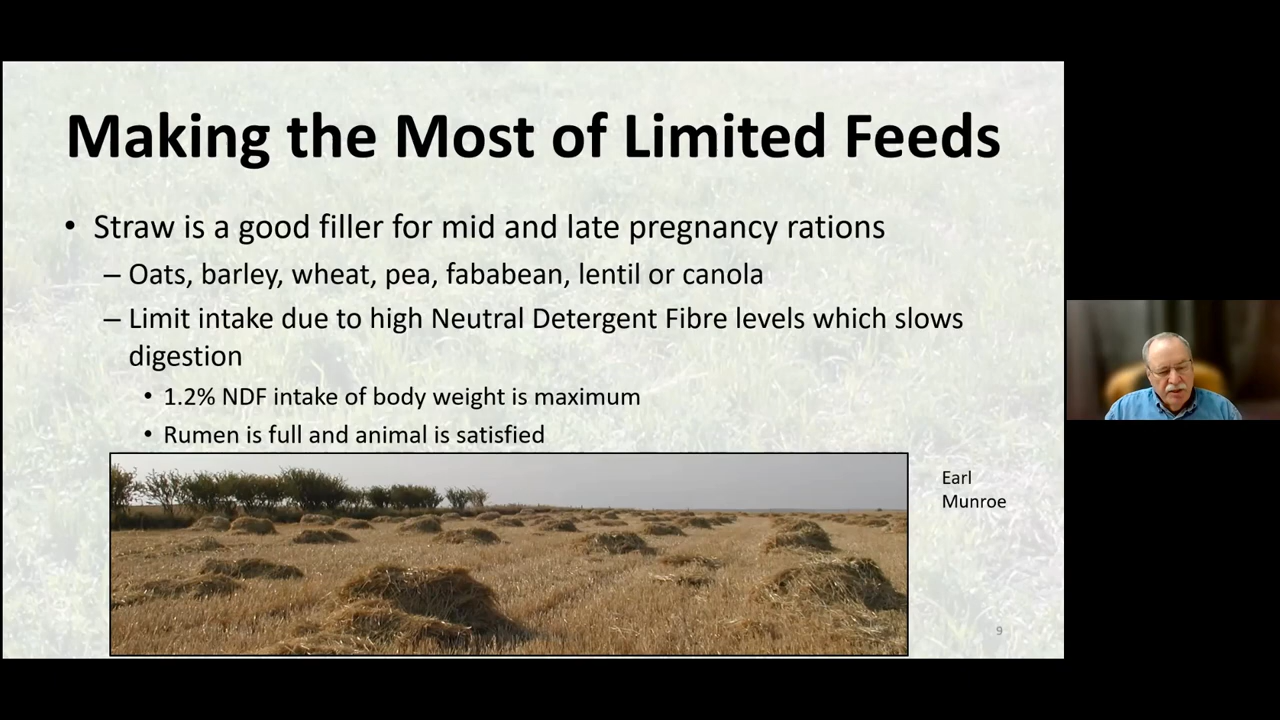 Making the Most of Limited Feeds
• Straw is a good filler for mid and late pregnancy rations
– Oats, barley, wheat, pea, fababean, lentil or canola
– Limit intake due to high Neutral Detergent Fibre levels which slows
digestion
• 1.2% NDF intake of body weight is maximum
• Rumen is full and animal is satisfied
Earl
Munroe
9